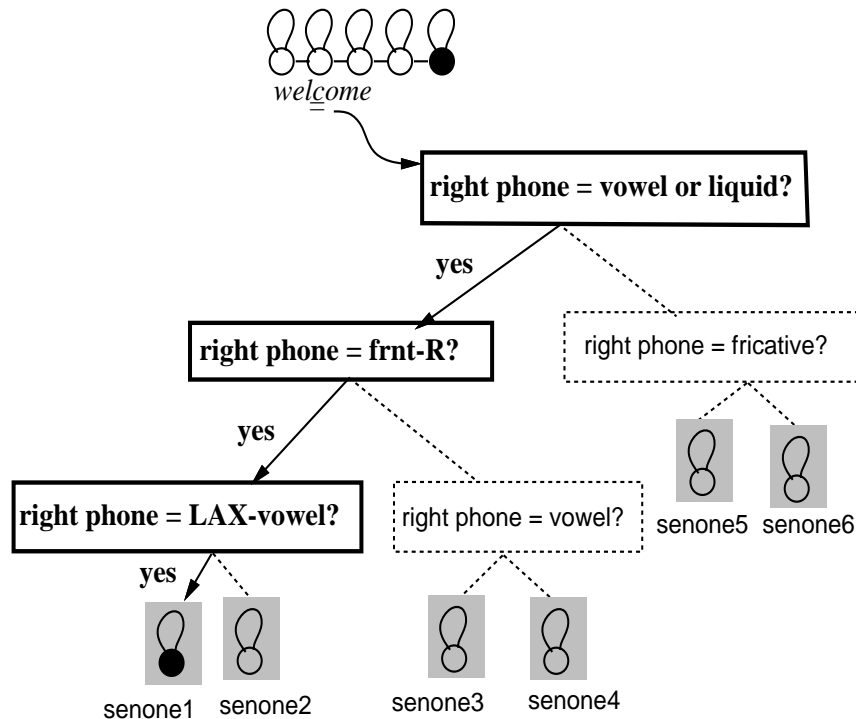 welcome
=
right phone = vowel or liquid?
yes
right phone = frnt-R?
right phone = fricative?
yes
right phone = LAX-vowel?
right phone = vowel?
senone5
senone6
yes
senone1
senone2
senone3
senone4